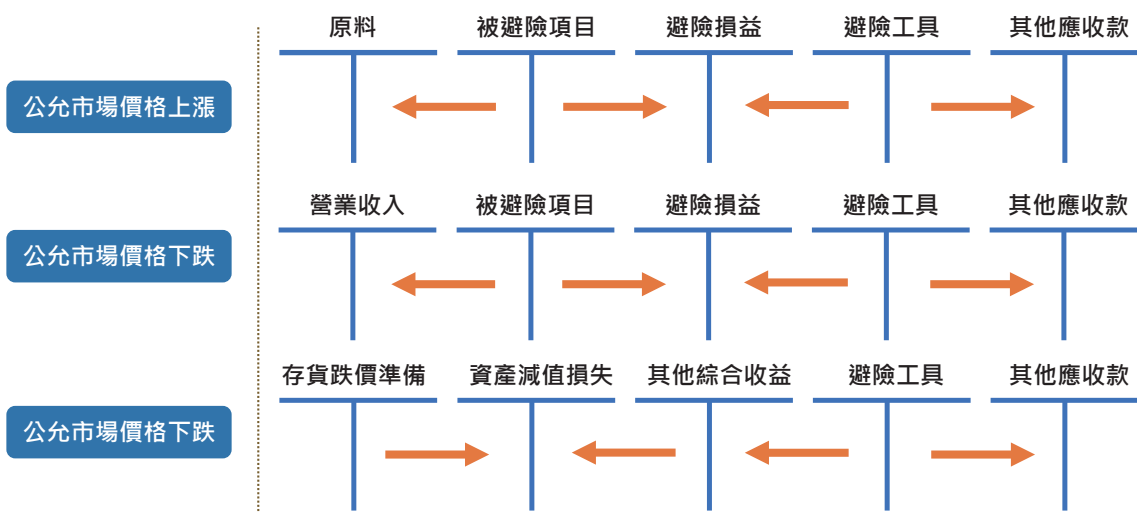 原料 被避險項目 避險損益 避險工具 其他應收款
公允市場價格上漲
營業收入 被避險項目 避險損益 避險工具 其他應收款
公允市場價格下跌
存貨跌價準備 資產減值損失 其他綜合收益 避險工具 其他應收款
公允市場價格下跌